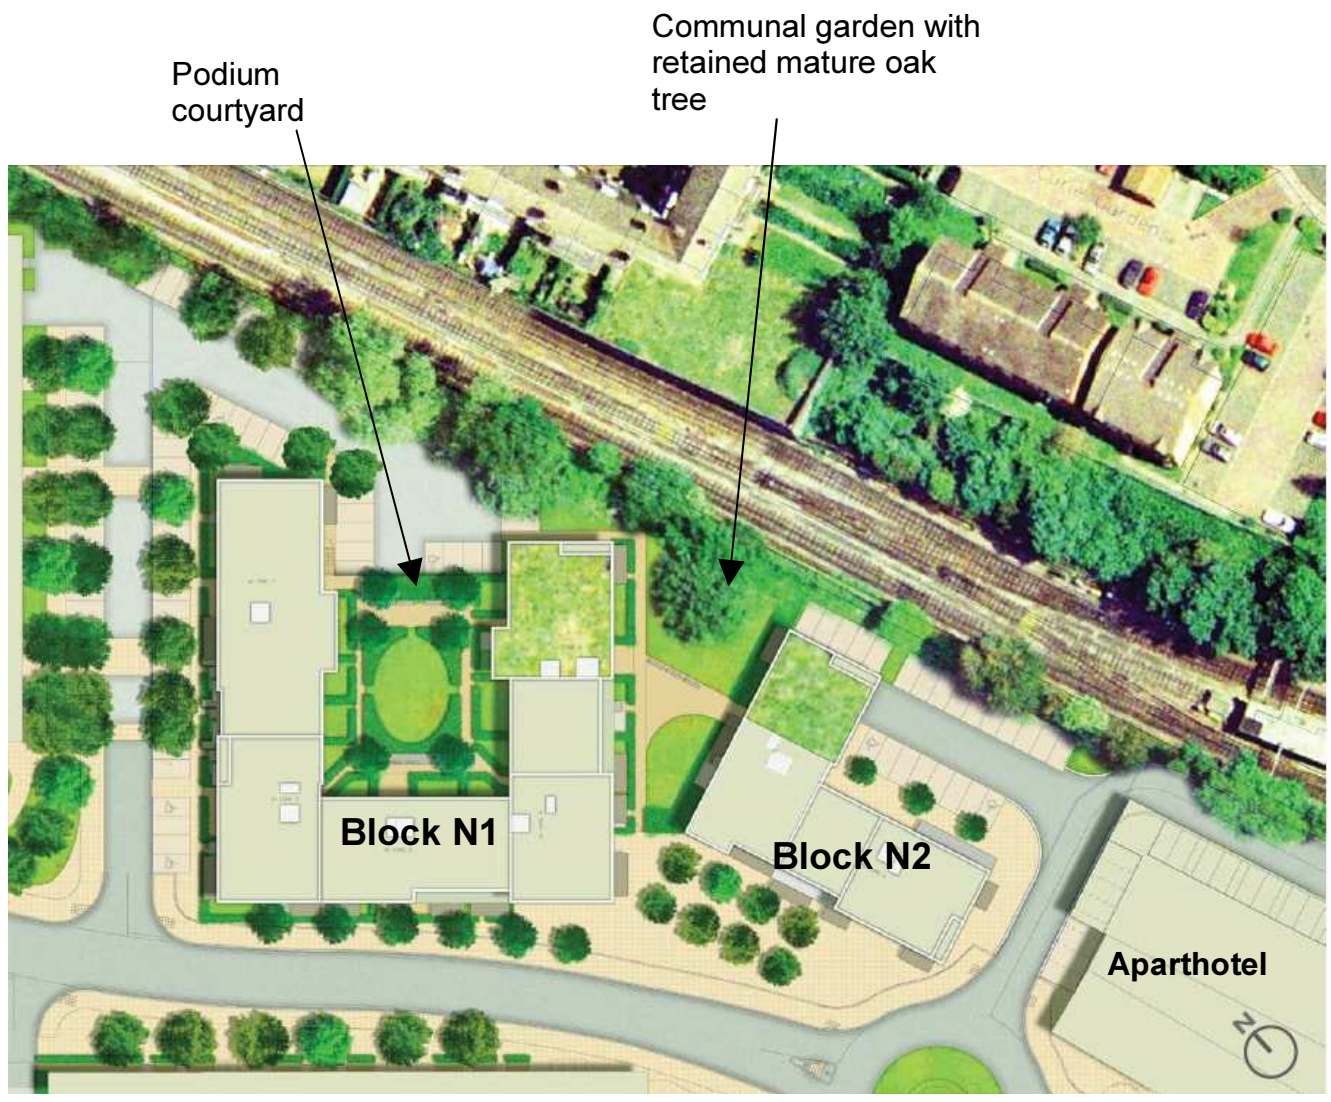 Communal garden with
retained mature oak
tree
Podium
courtyard
Block N1
Block N2
Aparthotel
N